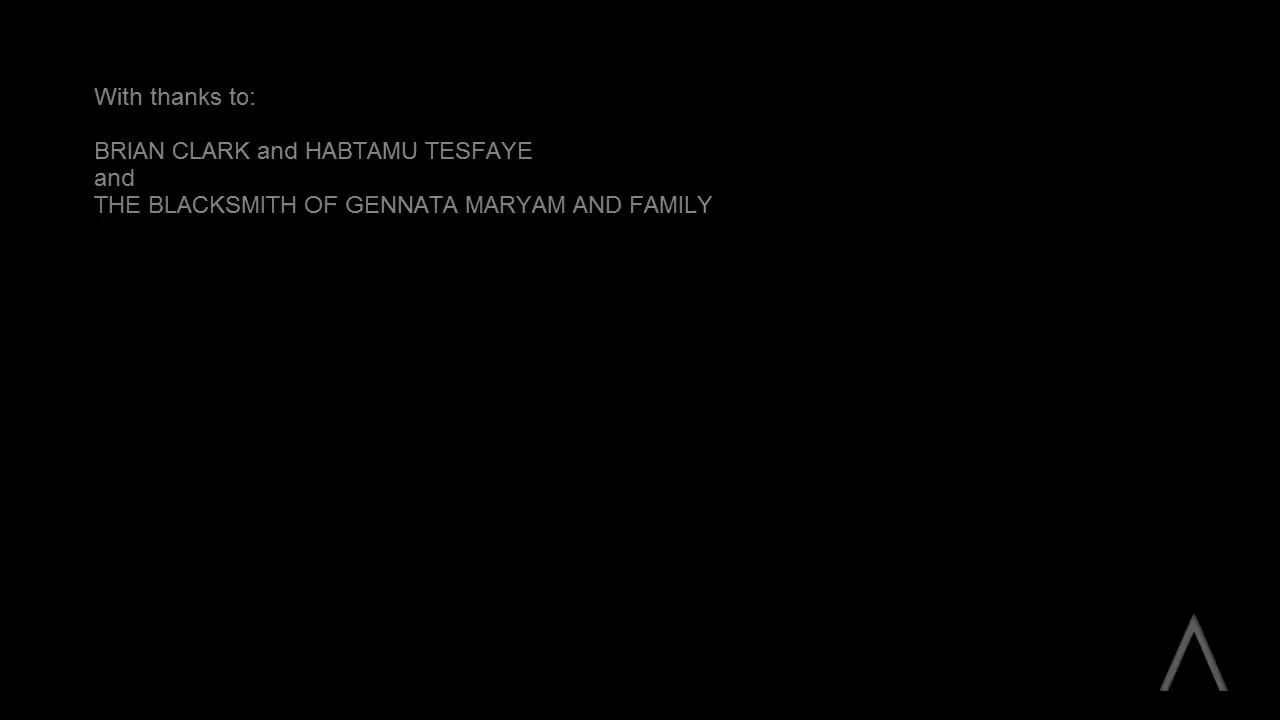 With thanks to:
BRIAN CLARK and HABTAMU TESFAYE
and
THE BLACKSMITH OF GENNATA MARYAM AND FAMILY